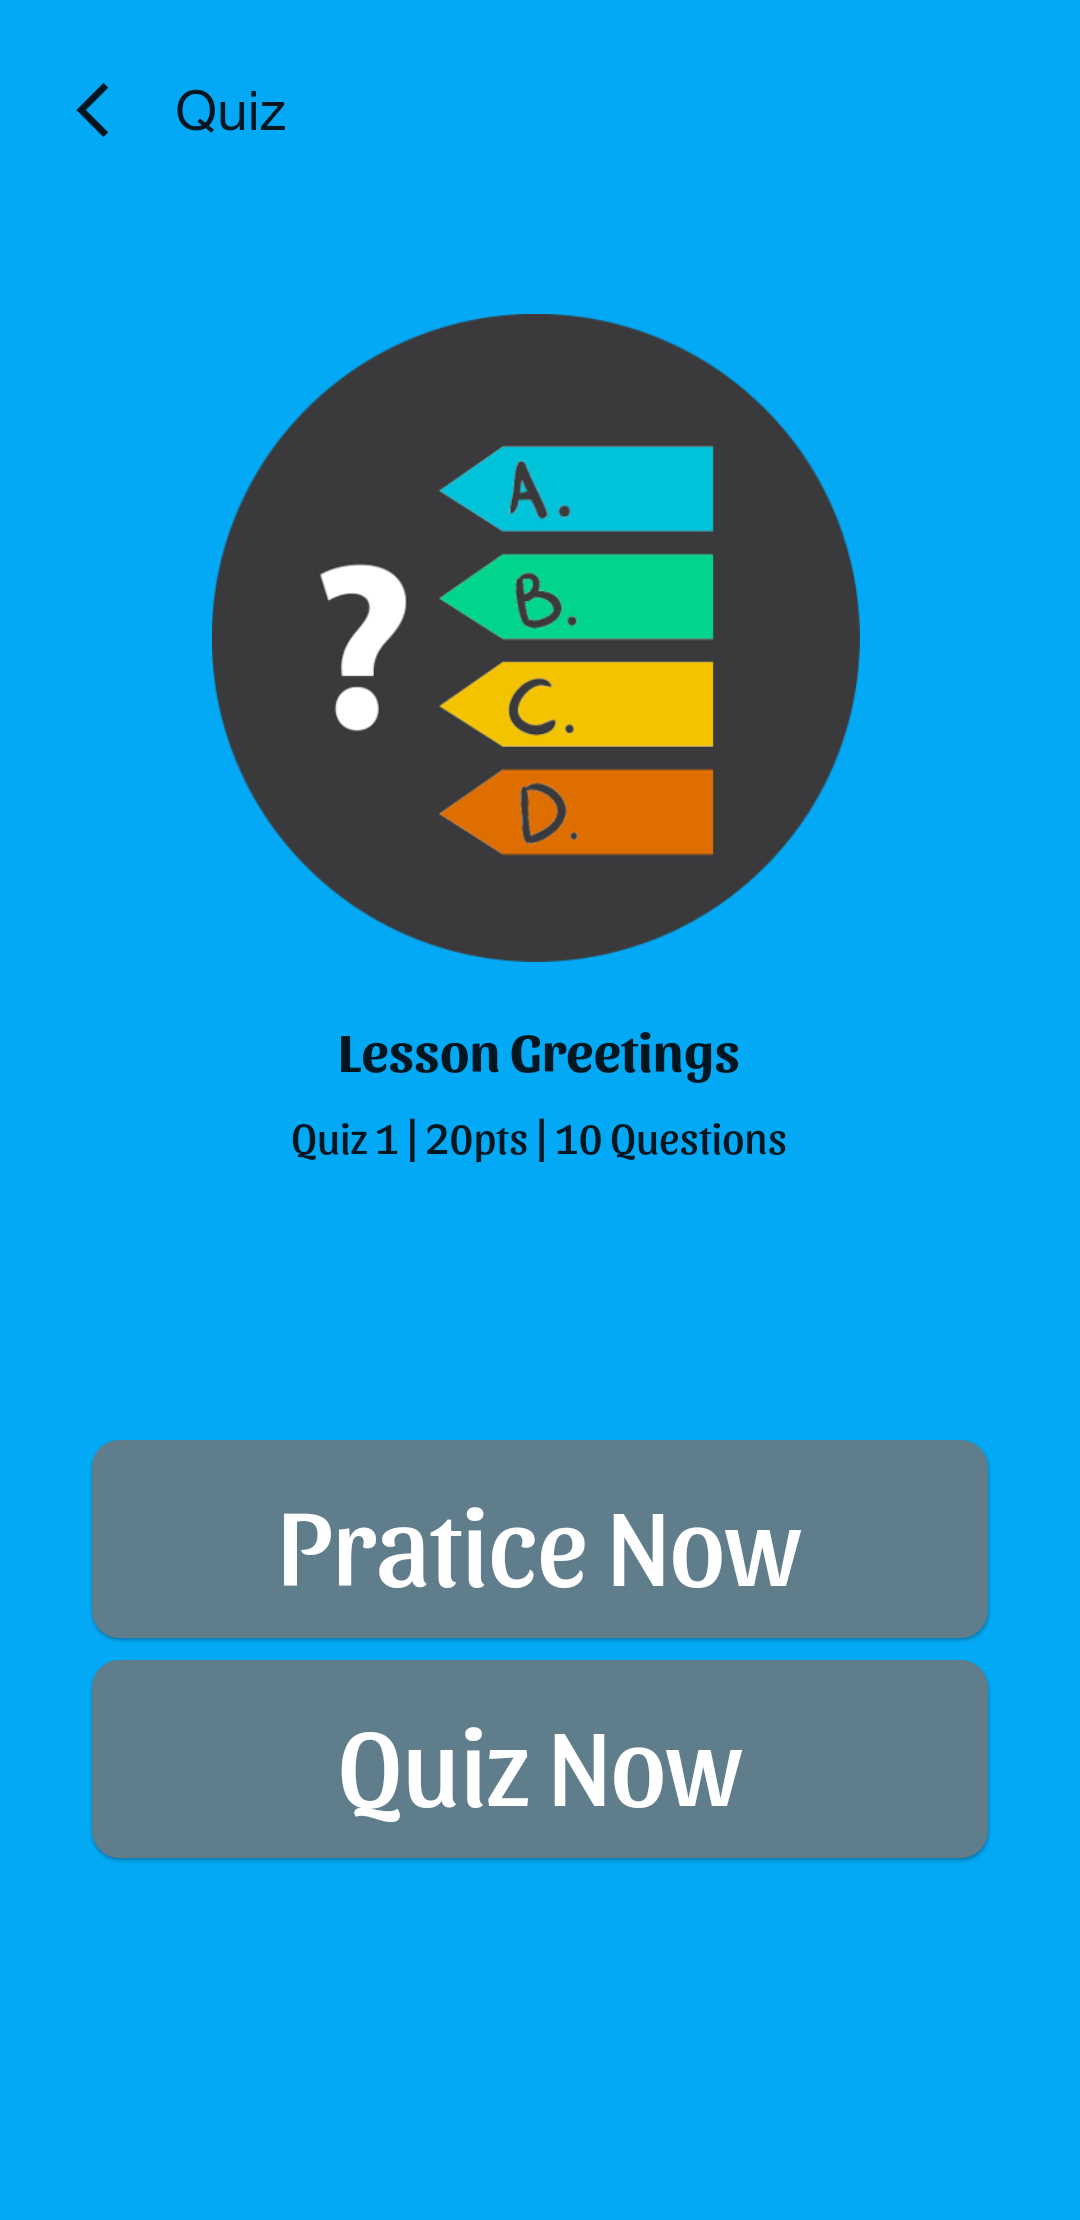 Quiz
A.
B.
C.
D.
?
Lesson Greetings
Quiz 1 | 20pts | 10 Questions
Pratice Now
Quiz Now